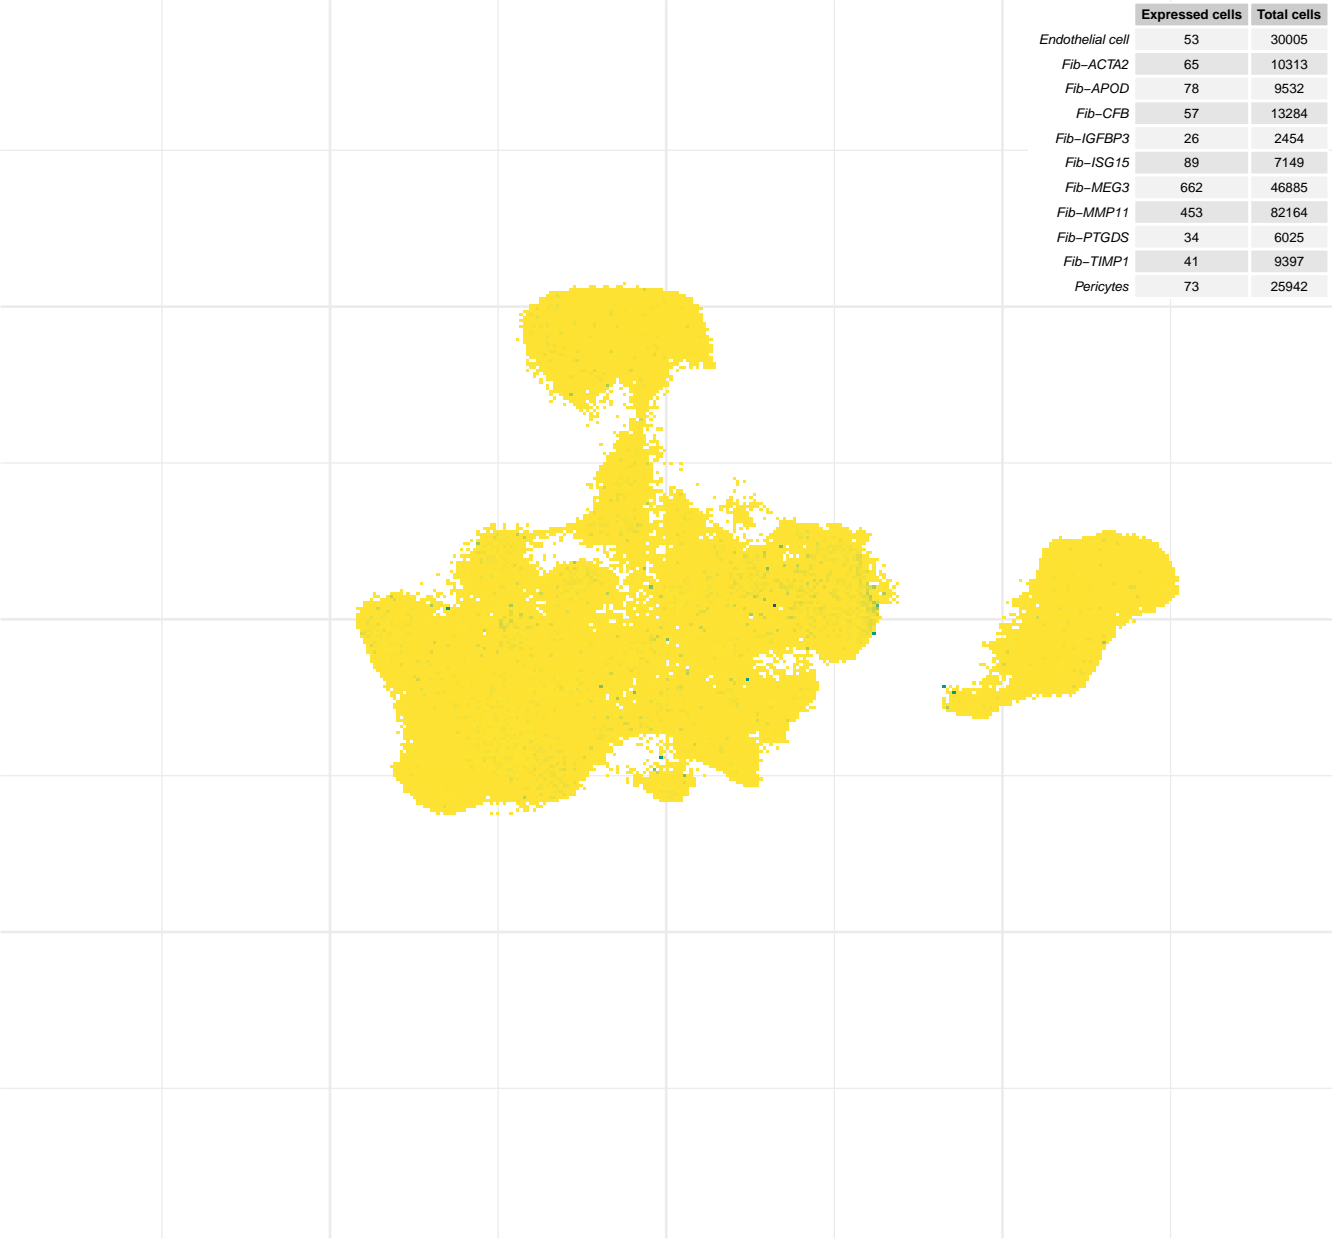 Expressed cells Total cells
Endothelial cell 53 30005
Fib−ACTA2 65 10313
Fib−APOD 78 9532
Fib−CFB 57 13284
Fib−IGFBP3 26 2454
Fib−ISG15 89 7149
Fib−MEG3 662 46885
Fib−MMP11 453 82164
Fib−PTGDS 34 6025
Fib−TIMP1 41 9397
Pericytes 73 25942